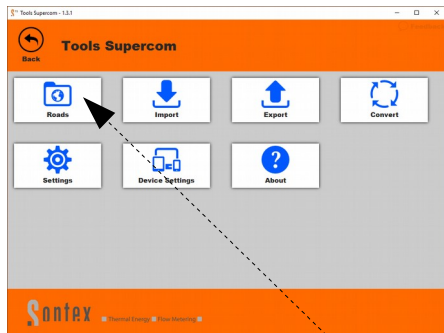 Tools Supercom - 1.3.1
Back
Tools Supercom
Roads
Import
Export
Convert
Settings
Device Settings
About
Sontex
Thermal Energy Flow Metering